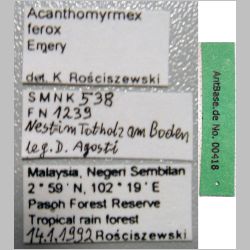 Acanthomyrmex
ferox
Emery
det. K. Rościszewski
SMNK 538
FN 1239
Nest im Totholz am Boden
leg. D. Agosti
Malaysia, Negeri Sembilan
2° 59' N, 102° 19' E
Pasoh Forest Reserve
Tropical rain forest
14.1.1992 Rościszewski
AntBase.de No. 00418